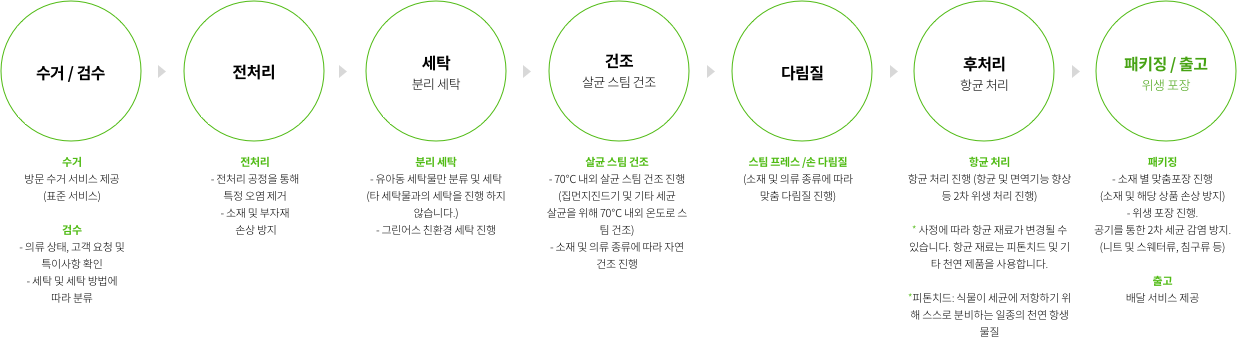 수거 / 검수
전처리
세탁
분리 세탁
건조
살균 스팀 건조
다림질
후처리
항균 처리
패키징 / 출고
위생 포장
수거
방문 수거 서비스 제공
(표준 서비스)
검수
- 의류 상태, 고객 요청 및
특이사항 확인
- 세탁 및 세탁 방법에
따라 분류
전처리
- 전처리 공정을 통해
특정 오염 제거
- 소재 및 부자재
손상 방지
분리 세탁
- 유아동 세탁물만 분류 및 세탁
(타 세탁물과의 세탁을 진행 하지
않습니다.)
- 그린어스 친환경 세탁 진행
살균 스팀 건조
- 70℃ 내외 살균 스팀 건조 진행
(집먼지진드기 및 기타 세균
살균을 위해 70℃ 내외 온도로 스
팀 건조)
- 소재 및 의류 종류에 따라 자연
건조 진행
스팀 프레스 /손 다림질
(소재 및 의류 종류에 따라
맞춤 다림질 진행)
항균 처리
항균 처리 진행 (항균 및 면역기능 향상
등 2차 위생 처리 진행)
* 사정에 따라 항균 재료가 변경될 수
있습니다. 항균 재료는 피톤치드 및 기
타 천연 제품을 사용합니다.
*피톤치드: 식물이 세균에 저항하기 위
해 스스로 분비하는 일종의 천연 항생
물질
패키징
- 소재 별 맞춤포장 진행
(소재 및 해당 상품 손상 방지)
- 위생 포장 진행.
공기를 통한 2차 세균 감염 방지.
(니트 및 스웨터류, 침구류 등)
출고
배달 서비스 제공